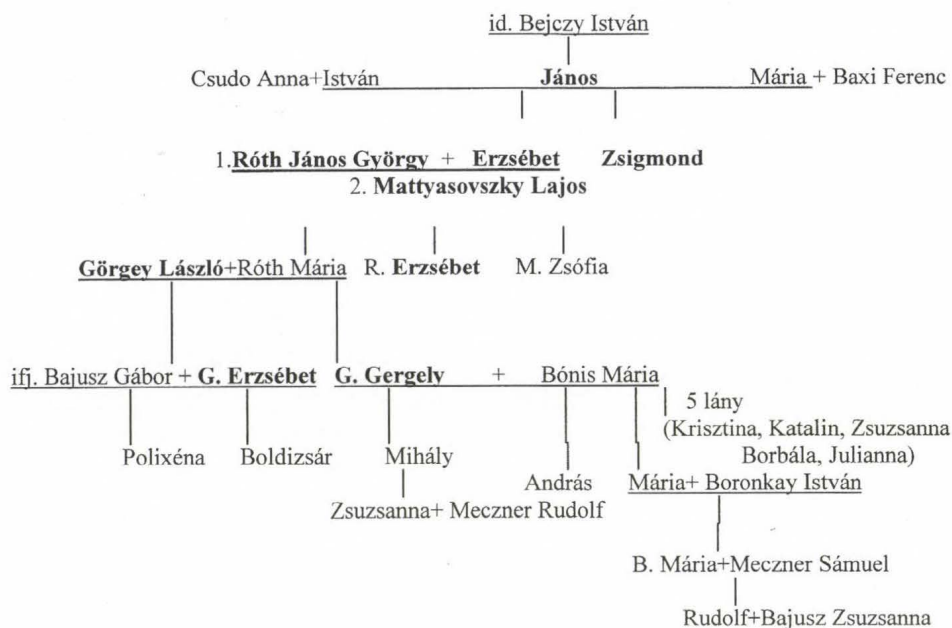 id. Bejczy István
Csudo Anna+István János Mária + Baxi Ferenc
1.Róth János György + Erzsébet Zsigmond
2. Mattyasovszky Lajos
Görgey László+Róth Mária R. Erzsébet M. Zsófia
ifj. Bajusz Gábor + G. Erzsébet G. Gergely + Bónis Mária
5 lány
(Krisztina, Katalin, Zsuzsanna
Polixéna Boldizsár Mihály Borbála, Julianna)
András Mária+ Boronkay István
Zsuzsanna+ Meczner Rudolf
B. Mária+Meczner Sámuel
Rudolf+Bajusz Zsuzsanna